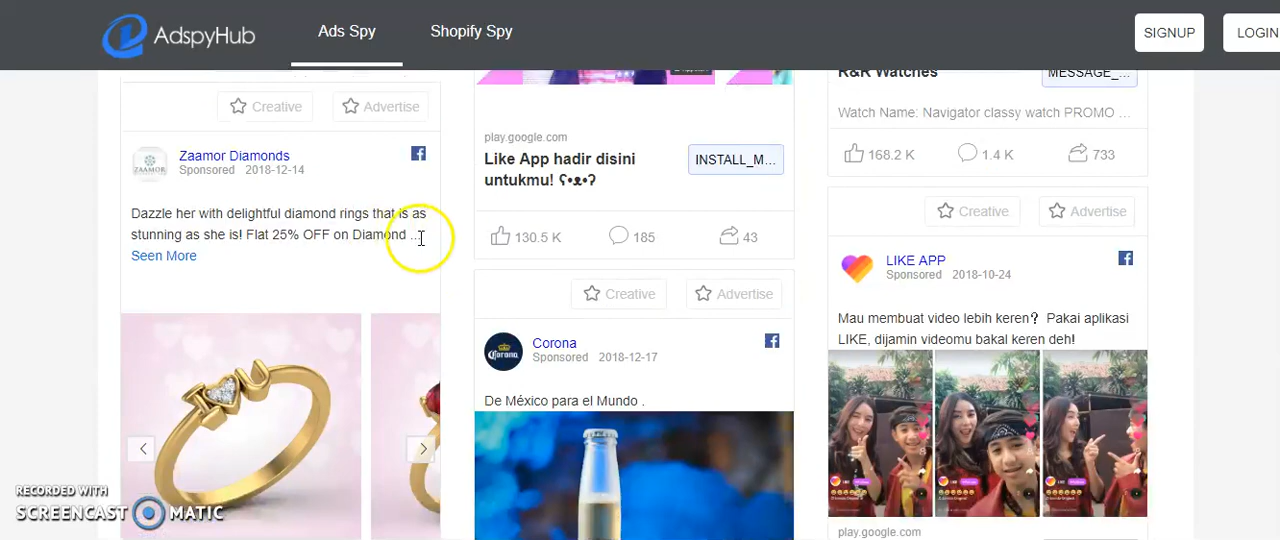 AdspyHub
Ads Spy
Shopify Spy
SIGNUP
LOGIN
Creative
Advertise
Zaamor Diamonds
Sponsored 2018-12-14
ZAAMOR
Dazzle her with delightful diamond rings that is as
stunning as she is! Flat 25% OFF on Diamond ...
Seen More
I U
play.google.com
Like App hadir disini
untukmu! ʕ•ᴥ•ʔ
INSTALL_M...
130.5 K
185
43
Creative
Advertise
Corona
Corona
Sponsored 2018-12-17
De México para el Mundo .
R&R Watches
MESSAGE_...
Watch Name: Navigator classy watch PROMO ...
168.2 K
1.4 K
733
Creative
Advertise
LIKE APP
Sponsored 2018-10-24
Mau membuat video lebih keren？ Pakai aplikasi
LIKE, dijamin videomu bakal keren deh!
play.google.com
RECORDED WITH
SCREENCAST MATIC